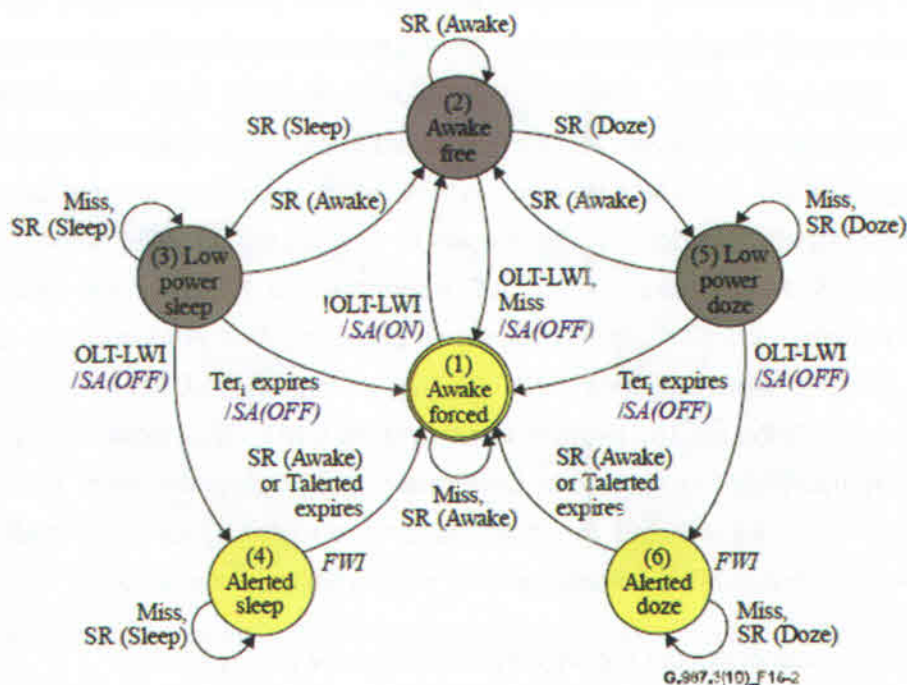 SR (Awake)
(2)
Awake
free
SR (Sleep)
SR (Doze)
Miss,
SR (Sleep)
SR (Awake)
SR (Awake)
Miss,
SR (Doze)
(3) Low
power
sleep
(5) Low
power
doze
!OLT-LWI
/SA(ON)
OLT-LWI,
Miss
/SA(OFF)
OLT-LWI
/SA(OFF)
Teri expires
/SA(OFF)
(1)
Awake
forced
Teri expires
/SA(OFF)
OLT-LWI
/SA(OFF)
SR (Awake)
or Talerted
expires
Miss,
SR (Awake)
SR (Awake)
or Talerted
expires
(4)
Alerted
sleep
FWI
(6)
Alerted
doze
FWI
Miss,
SR (Sleep)
Miss,
SR (Doze)
G.987.3(10)_F16-2